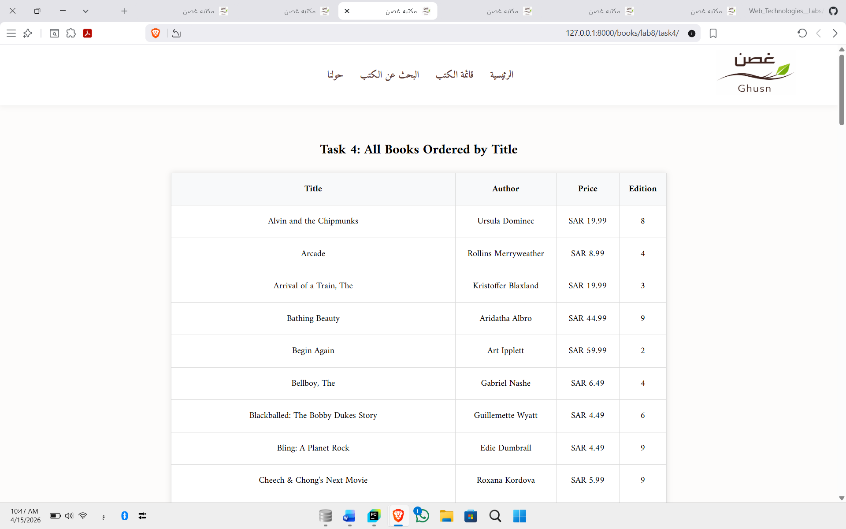 مكتبة غصن
مكتبة غصن
مكتبة غصن
مكتبة غصن
مكتبة غصن
مكتبة غصن
Web Technologies _ Labs
127.0.0.1:8000/books/lab8/task4/
الرئيسية
قائمة الكتب
البحث عن الكتب
حولنا
غصن
Ghusn
Task 4: All Books Ordered by Title
Title Author Price Edition
Alvin and the Chipmunks Ursula Dominee SAR 19.99 8
Arcade Rollins Merryweather SAR 8.99 4
Arrival of a Train, The Kristoffer Blaxland SAR 19.99 3
Bathing Beauty Aridatha Albro SAR 44.99 9
Begin Again Art Ipplett SAR 59.99 2
Bellboy, The Gabriel Nashe SAR 6.49 4
Blackballed: The Bobby Dukes Story Guillemette Wyatt SAR 4.49 6
Bling: A Planet Rock Edie Dumbrall SAR 4.49 9
Cheech & Chong's Next Movie Roxana Kordova SAR 5.99 9
10:47 AM
4/15/2026